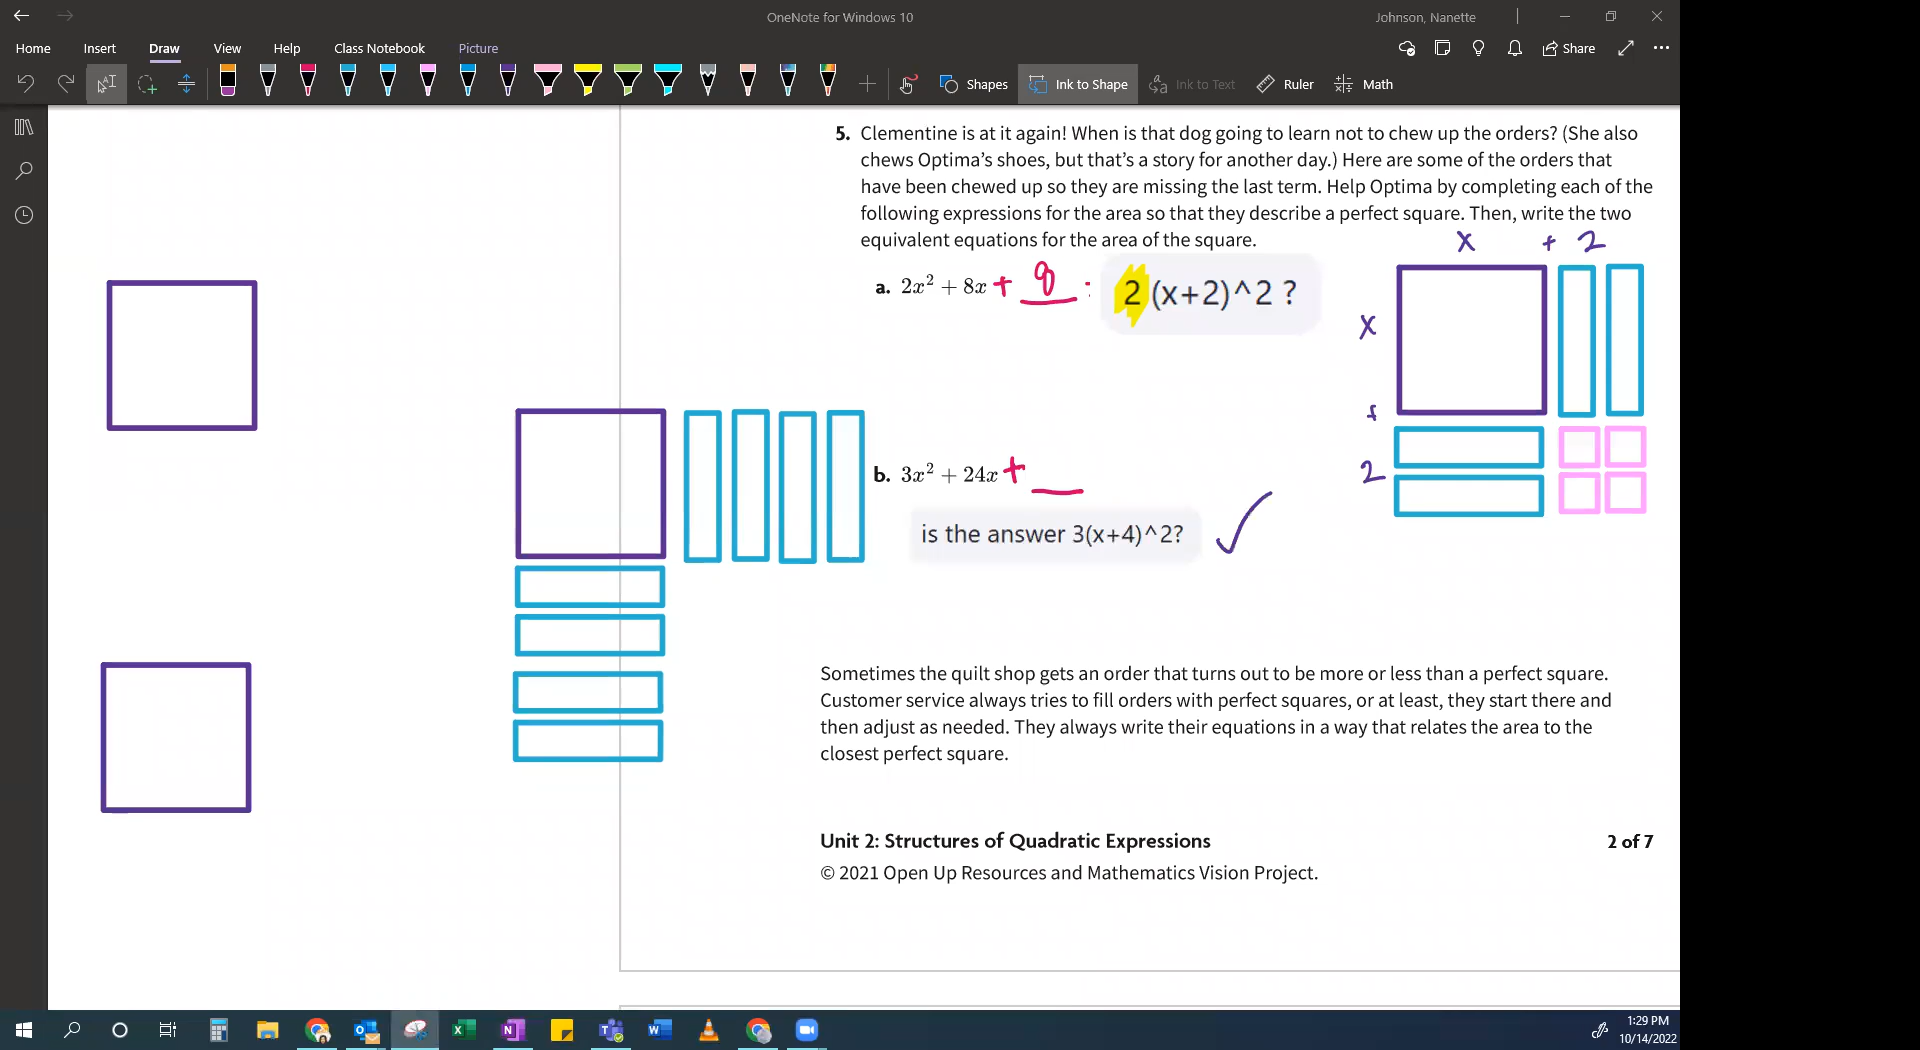 OneNote for Windows 10
Johnson, Nanette
Home Insert Draw View Help Class Notebook Picture
Share
Shapes Ink to Shape Ink to Text Ruler Math
5. Clementine is at it again! When is that dog going to learn not to chew up the orders? (She also
chews Optima's shoes, but that's a story for another day.) Here are some of the orders that
have been chewed up so they are missing the last term. Help Optima by completing each of the
following expressions for the area so that they describe a perfect square. Then, write the two
equivalent equations for the area of the square.
x + 2
a. 2x² + 8x + 8
2(x+2)^2 ?
x
+
2
b. 3x² + 24x + __
is the answer 3(x+4)^2?
Sometimes the quilt shop gets an order that turns out to be more or less than a perfect square.
Customer service always tries to fill orders with perfect squares, or at least, they start there and
then adjust as needed. They always write their equations in a way that relates the area to the
closest perfect square.
Unit 2: Structures of Quadratic Expressions 2 of 7
© 2021 Open Up Resources and Mathematics Vision Project.
1:29 PM
10/14/2022